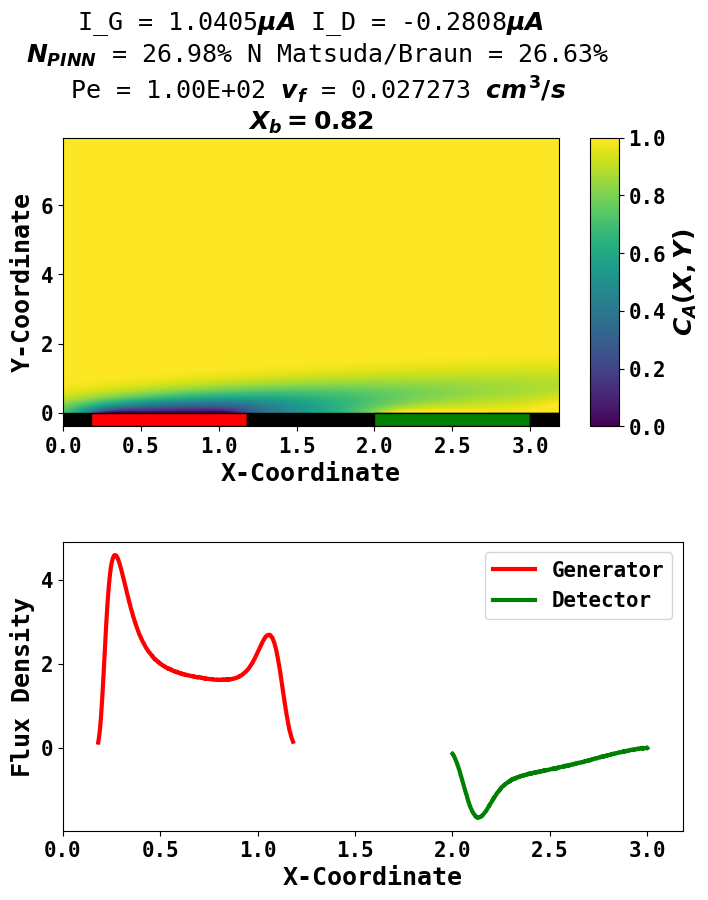 I_G = 1.0405μA I_D = -0.2808μA
N_PINN = 26.98% N Matsuda/Braun = 26.63%
Pe = 1.00E+02 v_f = 0.027273 cm³/s
X_b = 0.82
Y-Coordinate
6
4
2
0
0.0 0.5 1.0 1.5 2.0 2.5 3.0
X-Coordinate
1.0
0.8
0.6
0.4
0.2
0.0
C_A(X, Y)
Flux Density
4
2
0
Generator
Detector
0.0 0.5 1.0 1.5 2.0 2.5 3.0
X-Coordinate